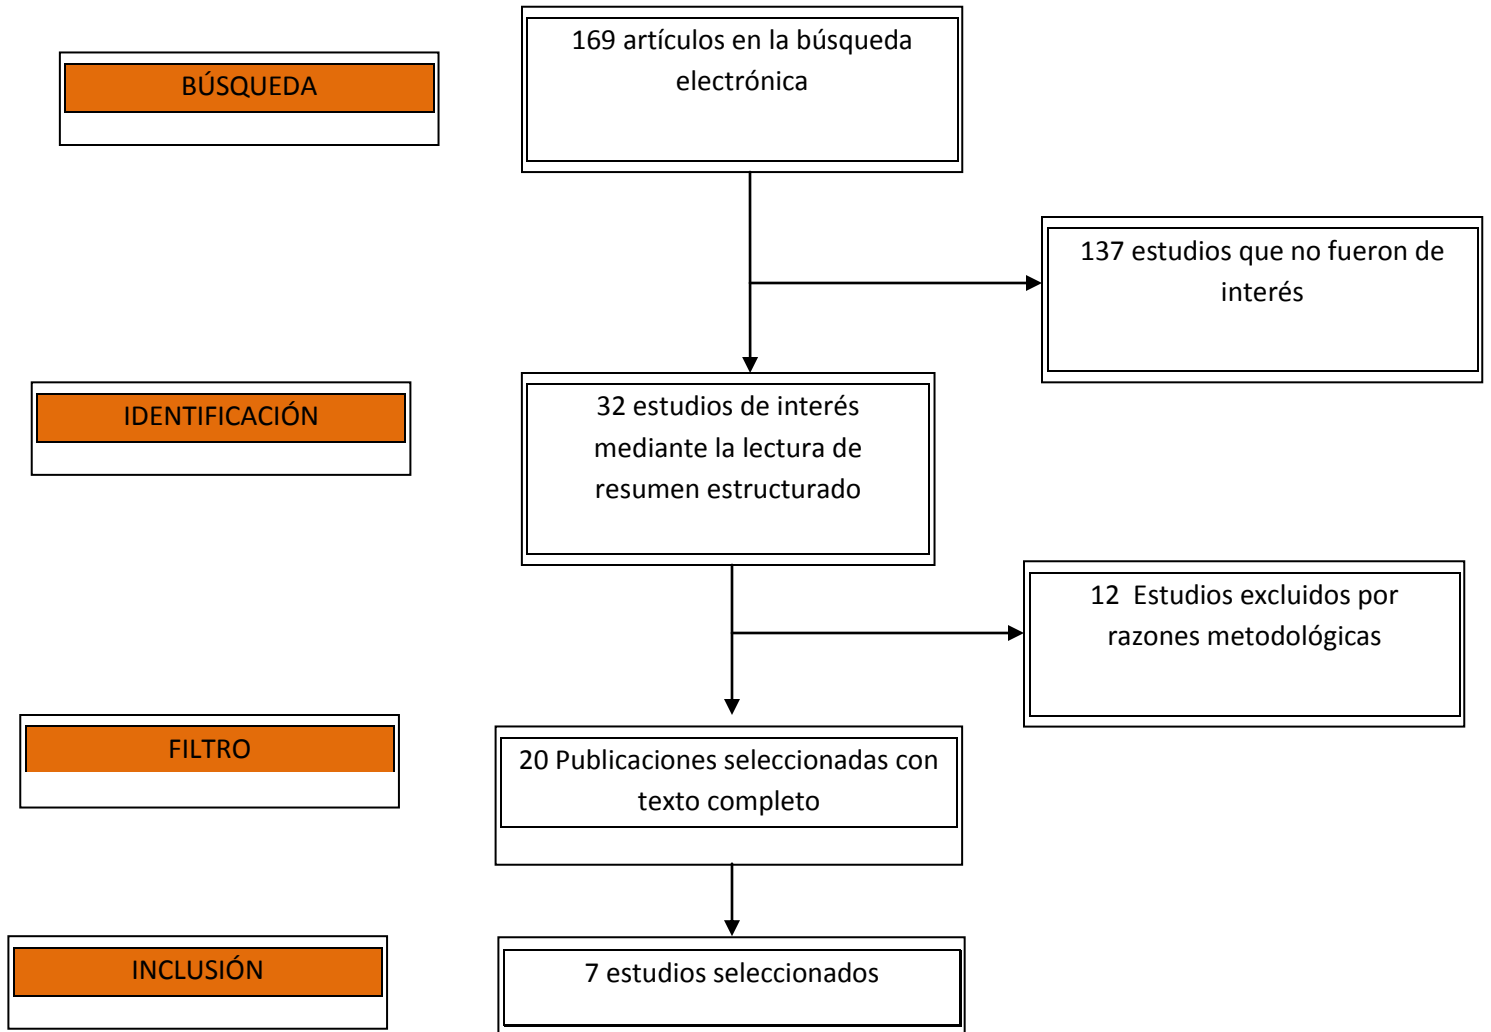 BÚSQUEDA
169 artículos en la búsqueda
electrónica
137 estudios que no fueron de
interés
IDENTIFICACIÓN
32 estudios de interés
mediante la lectura de
resumen estructurado
12  Estudios excluidos por
razones metodológicas
FILTRO
20 Publicaciones seleccionadas con
texto completo
INCLUSIÓN
7 estudios seleccionados